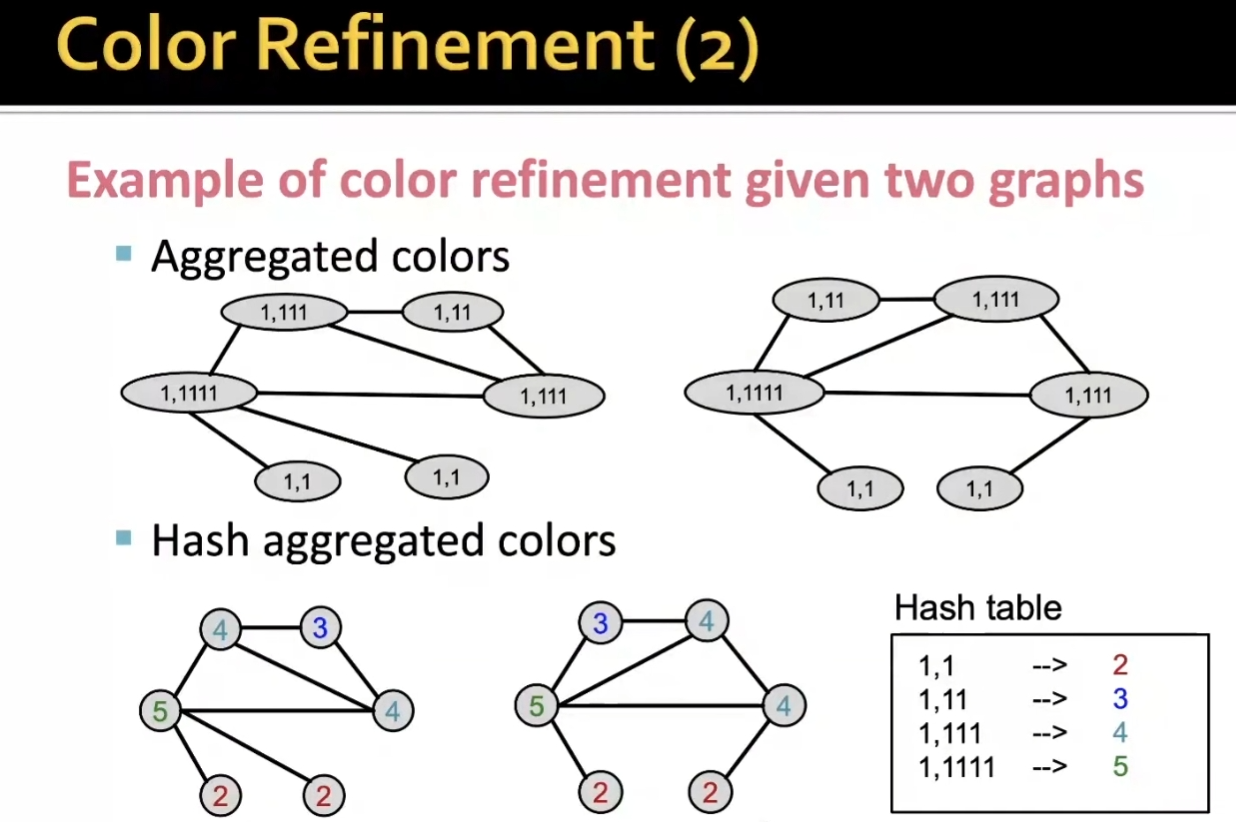 Color Refinement (2)
Example of color refinement given two graphs
Aggregated colors
1,111 1,11
1,1111 1,111
1,1 1,1
1,11 1,111
1,1111 1,111
1,1 1,1
Hash aggregated colors
4 3
5 4
2 2
3 4
5 4
2 2
Hash table
1,1 --> 2
1,11 --> 3
1,111 --> 4
1,1111 --> 5